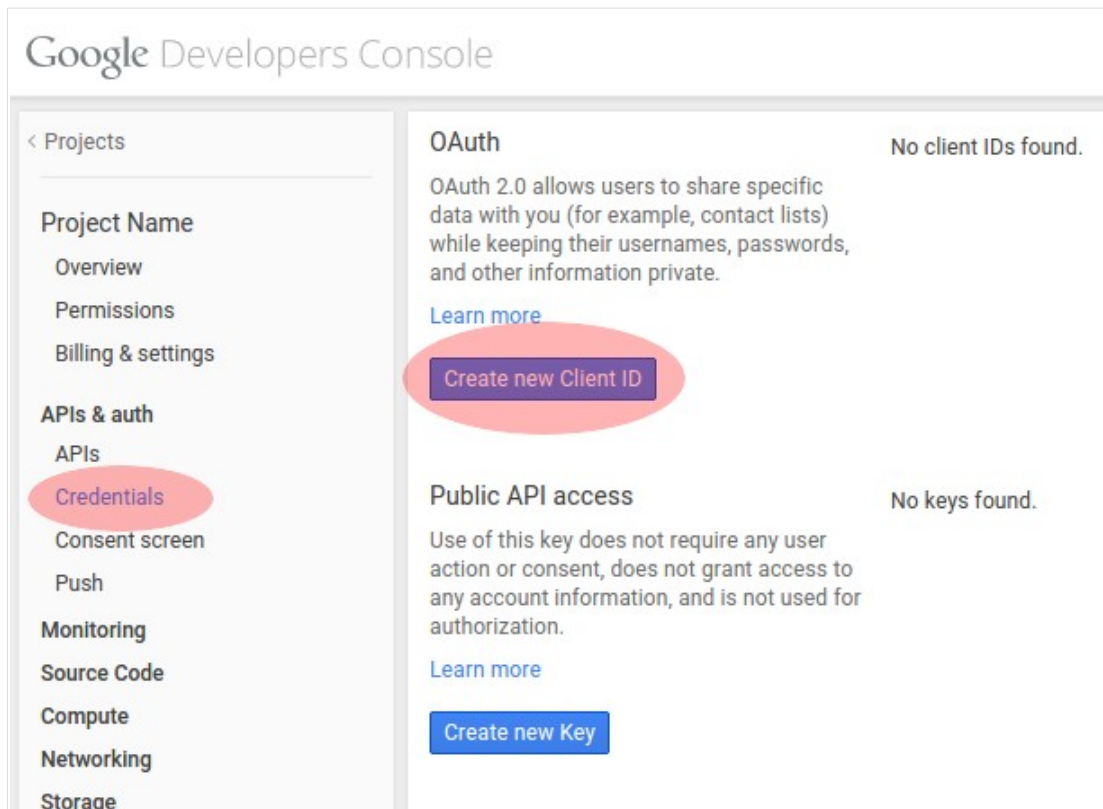 Google Developers Console
< Projects
Project Name
Overview
Permissions
Billing & settings
APIs & auth
APIs
Credentials
Consent screen
Push
Monitoring
Source Code
Compute
Networking
Storage
OAuth
OAuth 2.0 allows users to share specific
data with you (for example, contact lists)
while keeping their usernames, passwords,
and other information private.
Learn more
Create new Client ID
No client IDs found.
Public API access
Use of this key does not require any user
action or consent, does not grant access to
any account information, and is not used for
authorization.
Learn more
Create new Key
No keys found.